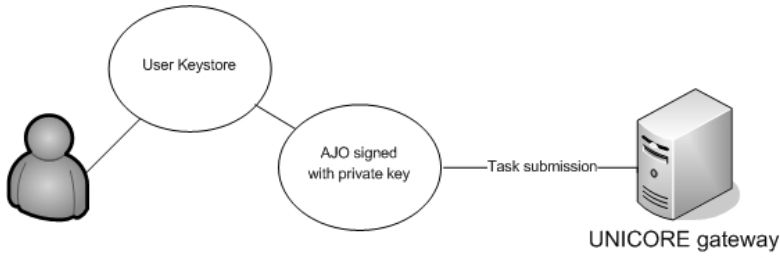 User Keystore
AJO signed
with private key
Task submission
UNICORE gateway